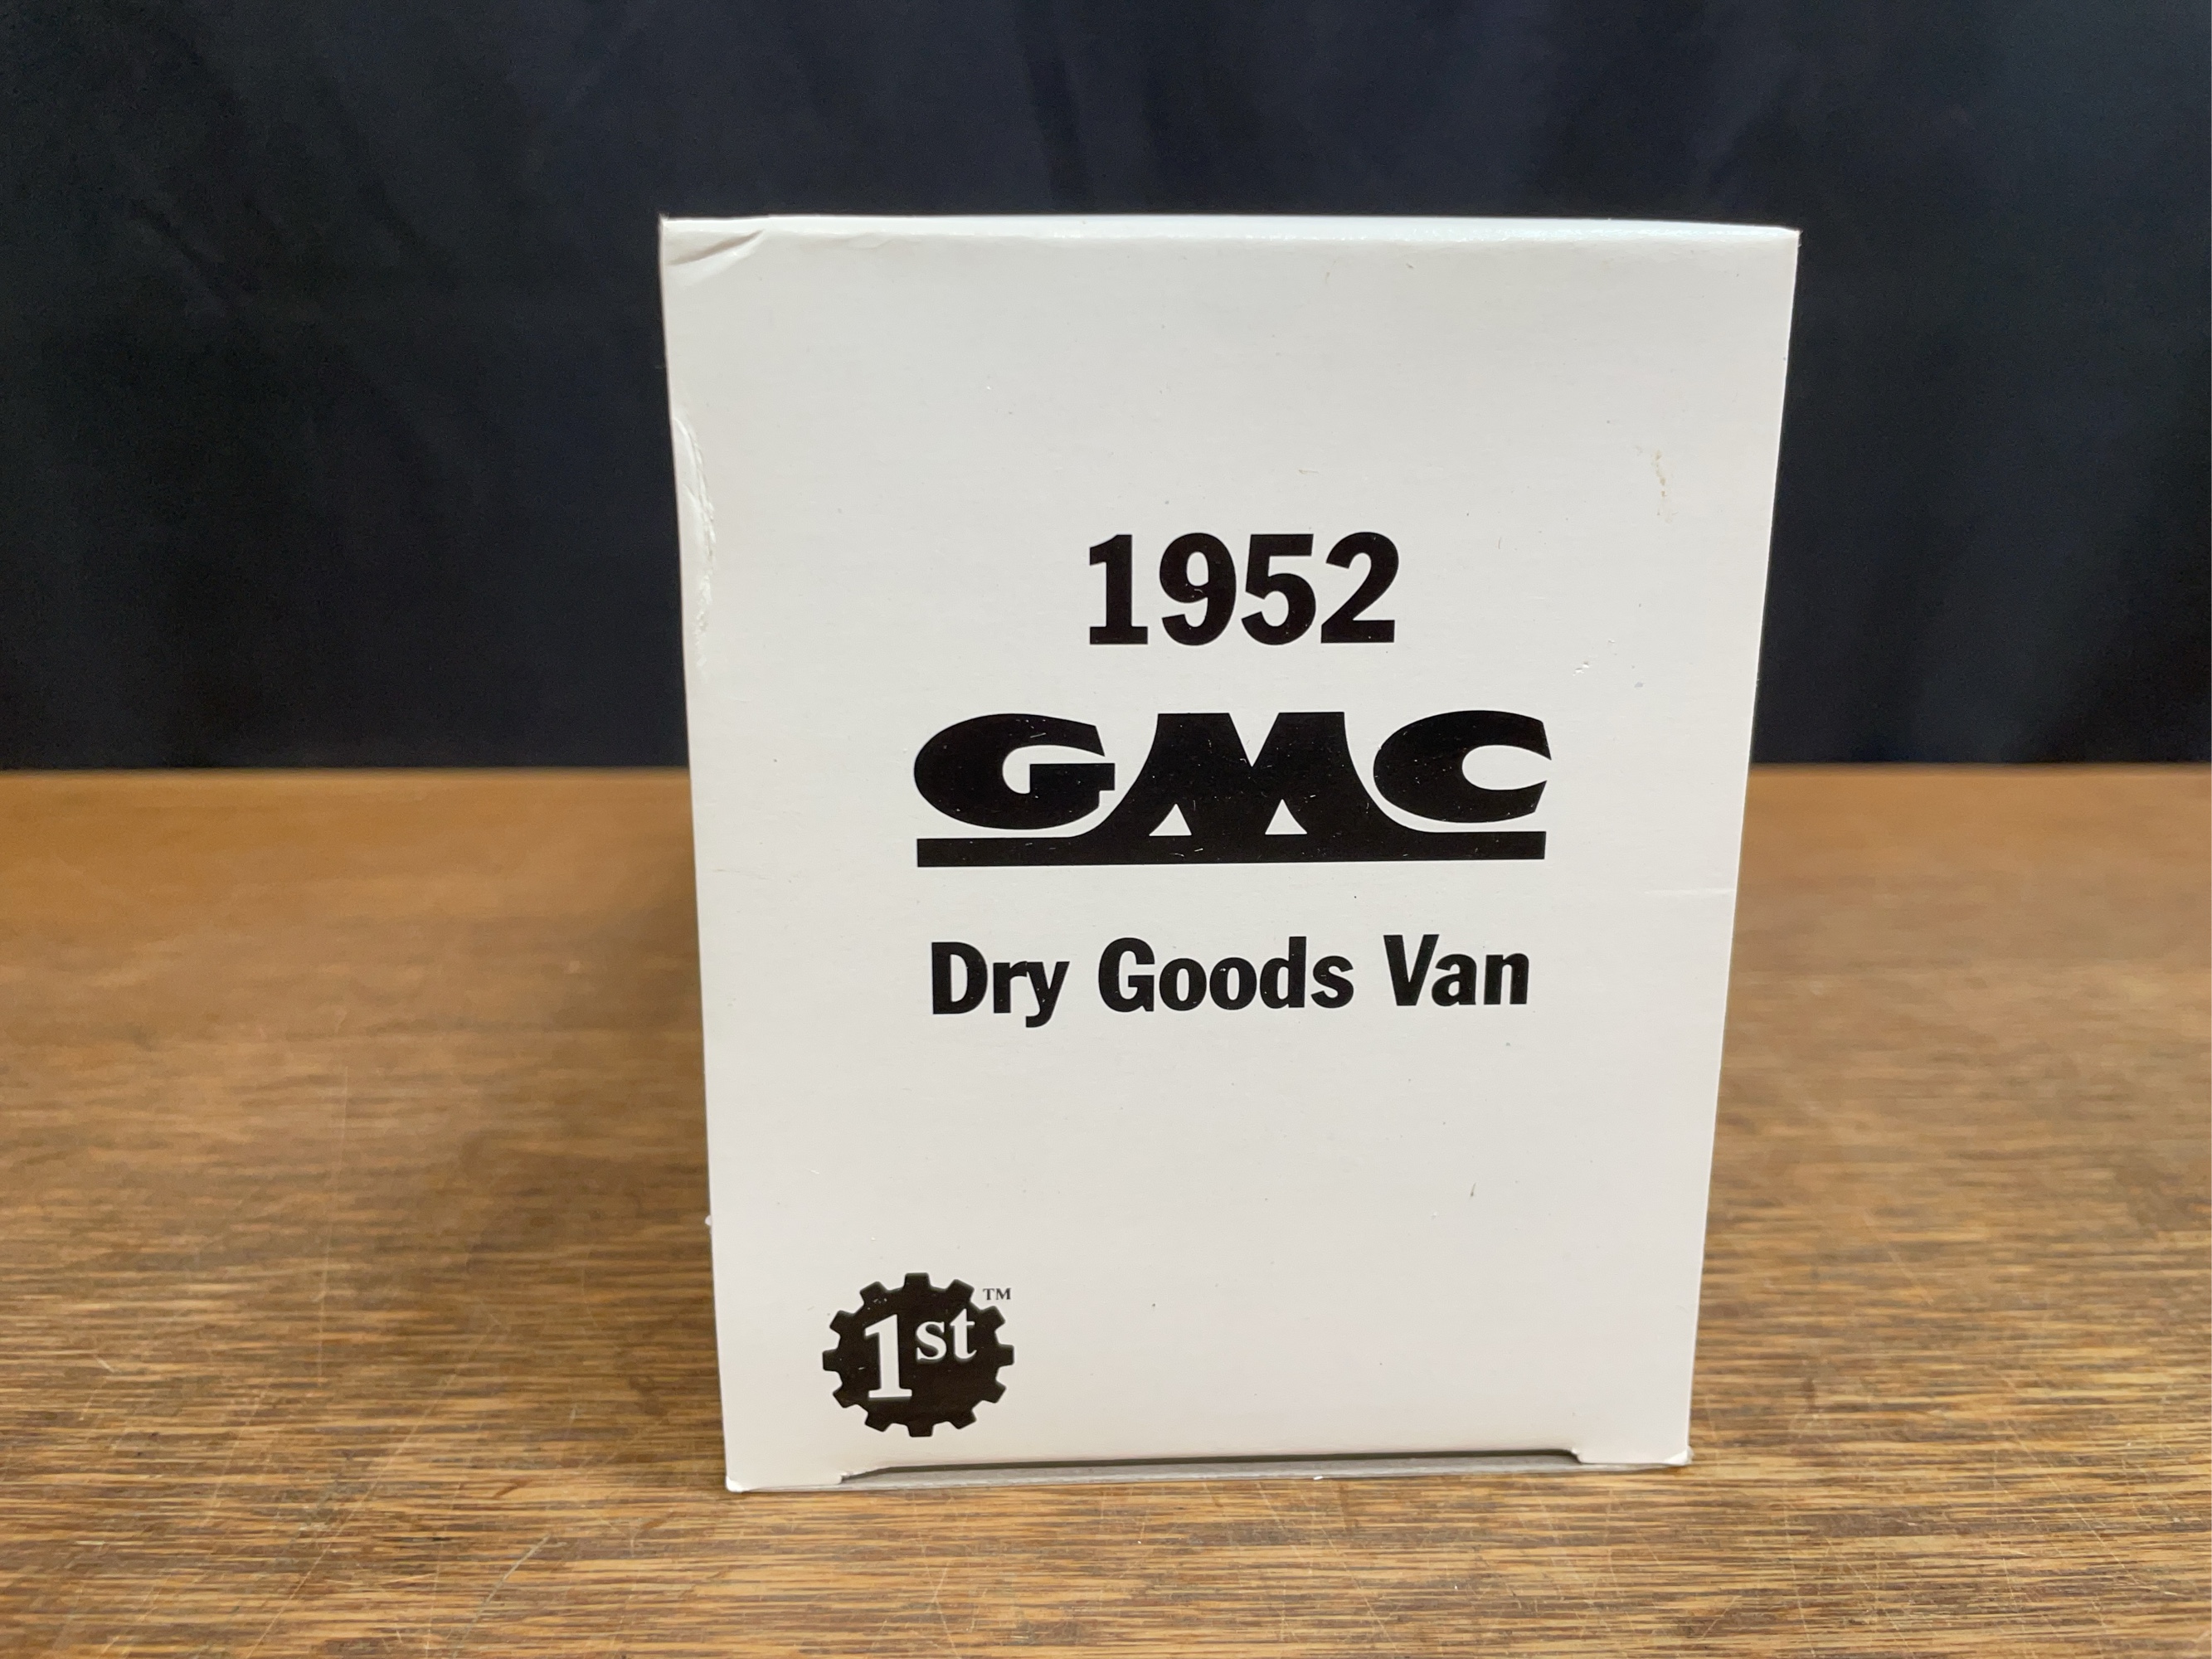 1952
GMC
Dry Goods Van
1st™